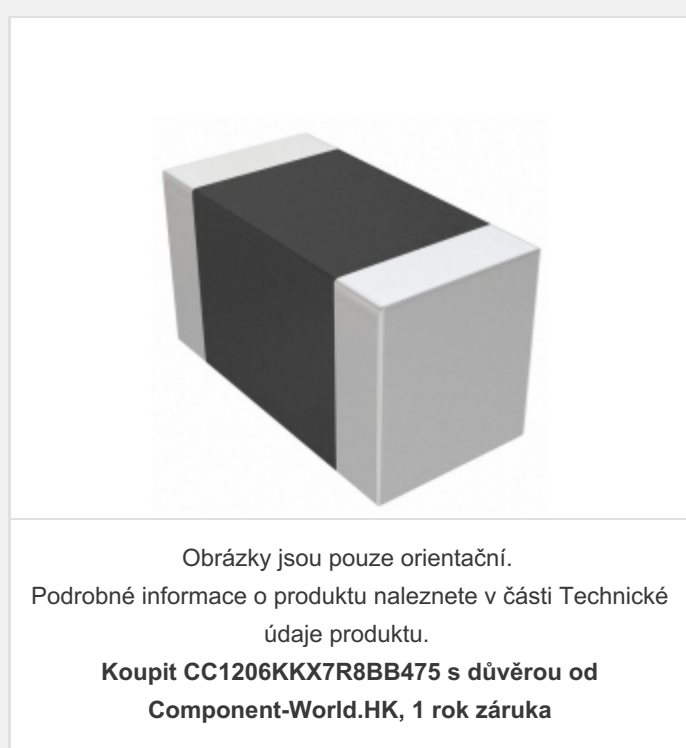 Obrázky jsou pouze orientační.
Podrobné informace o produktu naleznete v části Technické
údaje produktu.
Koupit CC1206KKX7R8BB475 s důvěrou od
Component-World.HK, 1 rok záruka